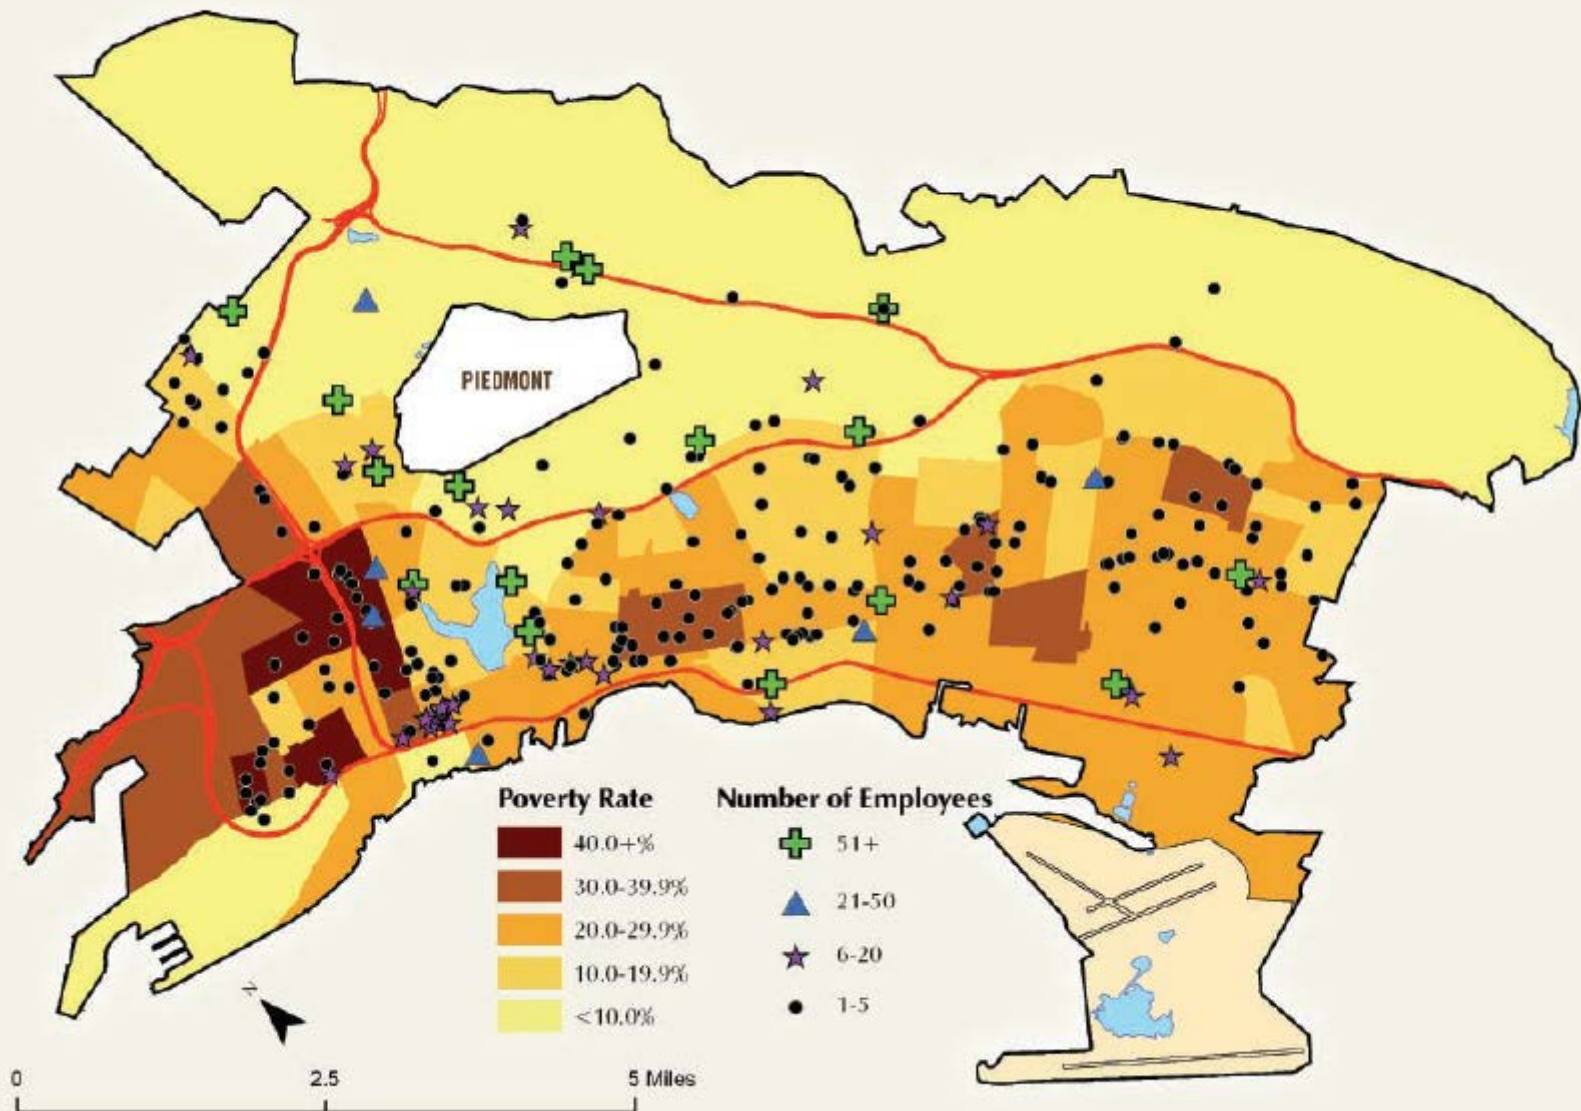 PIEDMONT
Poverty Rate
40.0+%
30.0-39.9%
20.0-29.9%
10.0-19.9%
<10.0%
Number of Employees
51+
21-50
6-20
1-5
N
0 2.5 5 Miles